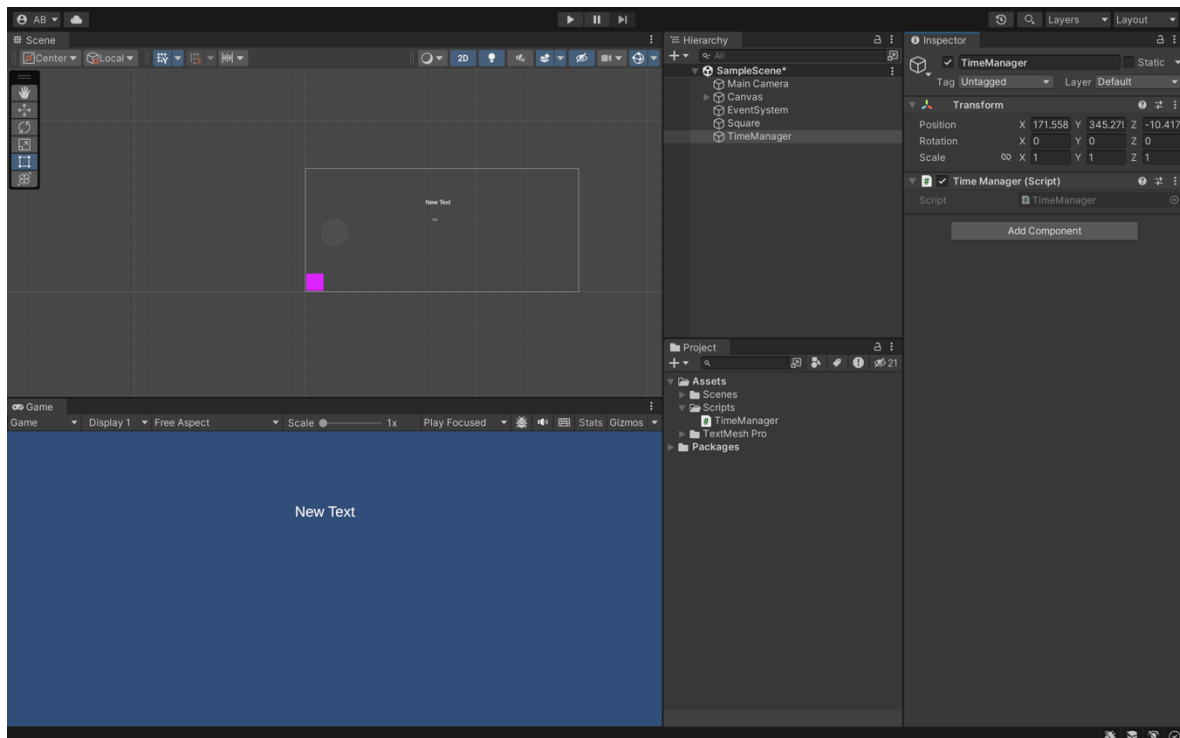 AB
Layers
Layout
Scene
Center
Local
2D
New Text
Game
Game
Display 1
Free Aspect
Scale
1x
Play Focused
Stats
Gizmos
New Text
Hierarchy
All
SampleScene*
Main Camera
Canvas
EventSystem
Square
TimeManager
Project
21
Assets
Scenes
Scripts
TimeManager
TextMesh Pro
Packages
Inspector
TimeManager
Static
Tag Untagged
Layer Default
Transform
Position X 171.558 Y 345.279 Z -10.417
Rotation X 0 Y 0 Z 0
Scale X 1 Y 1 Z 1
# Time Manager (Script)
Script TimeManager
Add Component